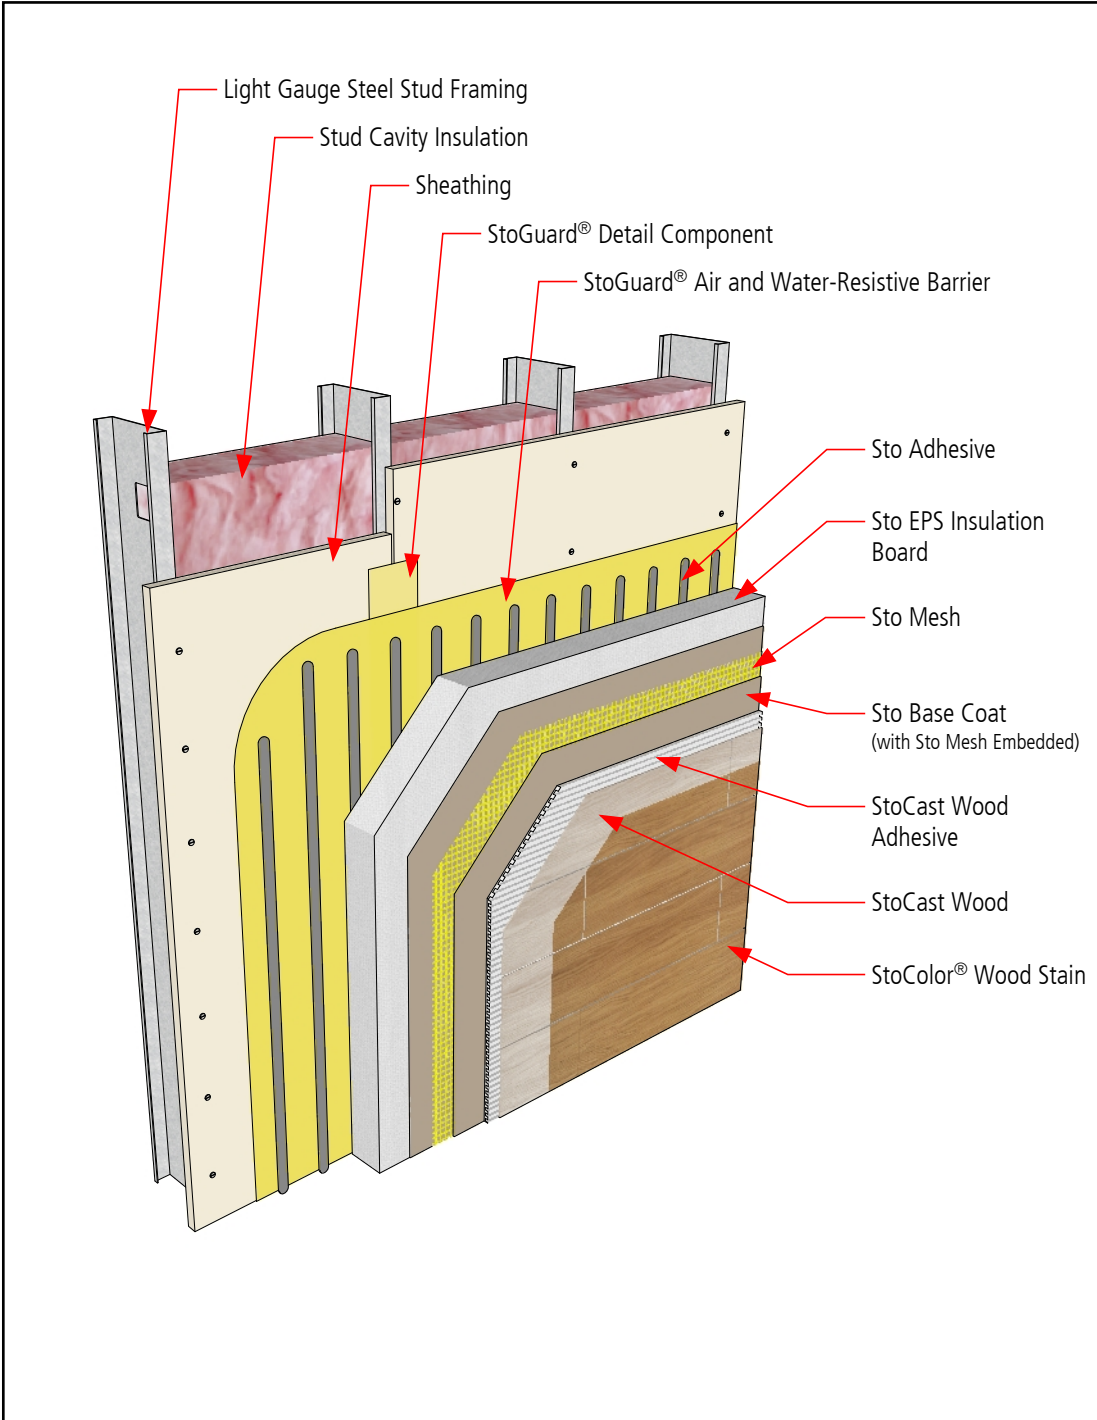 Light Gauge Steel Stud Framing
Stud Cavity Insulation
Sheathing
StoGuard® Detail Component
StoGuard® Air and Water-Resistive Barrier
Sto Adhesive
Sto EPS Insulation
Board
Sto Mesh
Sto Base Coat
(with Sto Mesh Embedded)
StoCast Wood
Adhesive
StoCast Wood
StoColor® Wood Stain